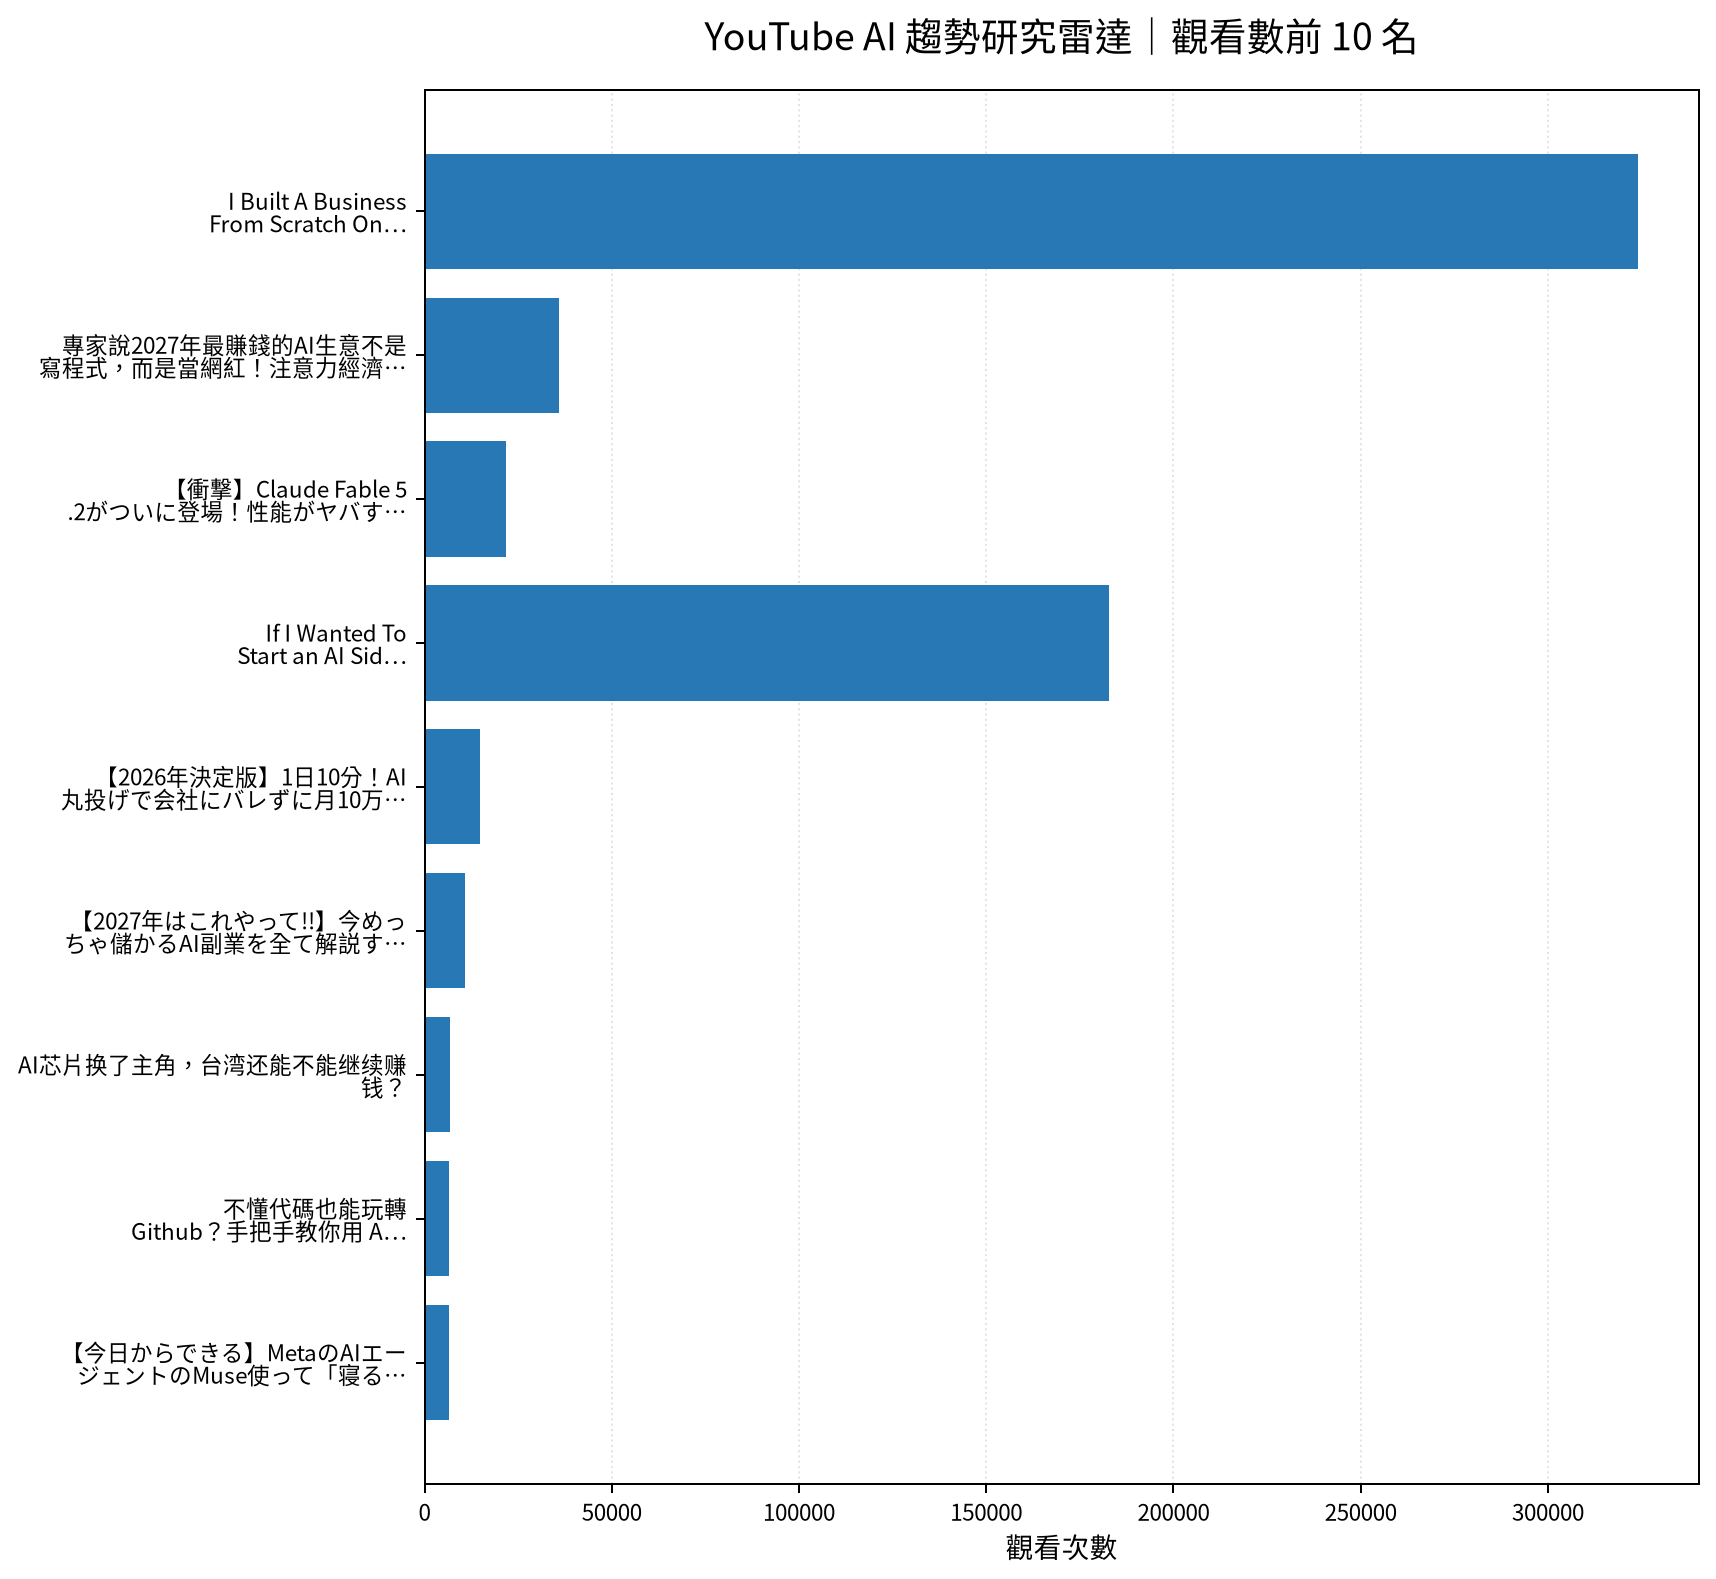 YouTube AI 趨勢研究雷達｜觀看數前 10 名
I Built A Business
From Scratch On…
專家說2027年最賺錢的AI生意不是
寫程式，而是當網紅！注意力經濟…
【衝撃】Claude Fable 5
.2がついに登場！性能がヤバす…
If I Wanted To
Start an AI Sid…
【2026年決定版】1日10分！AI
丸投げで会社にバレずに月10万…
【2027年はこれやって!!】今めっ
ちゃ儲かるAI副業を全て解説す…
AI芯片换了主角，台湾还能不能继续赚
钱？
不懂代碼也能玩轉
Github？手把手教你用 A…
【今日からできる】MetaのAIエー
ジェントのMuse使って「寝る…
0 50000 100000 150000 200000 250000 300000
觀看次數